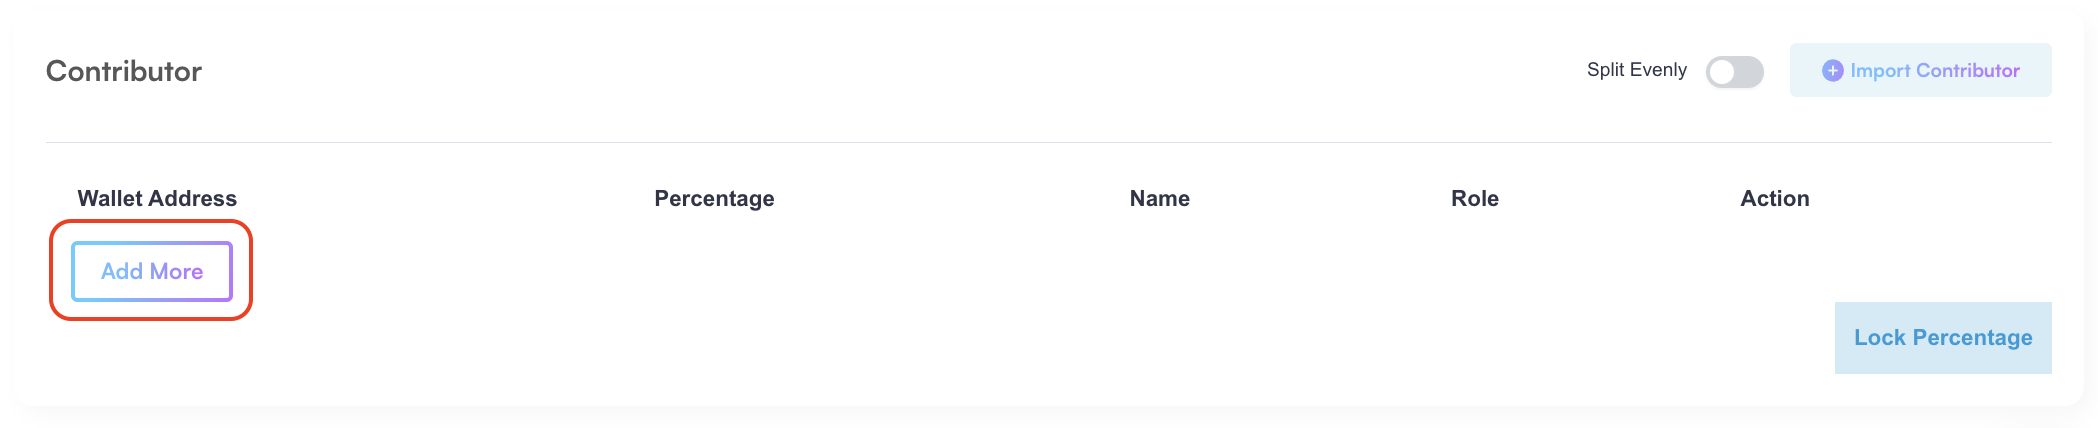 Contributor
Split Evenly
Import Contributor
Wallet Address Percentage Name Role Action
Add More
Lock Percentage